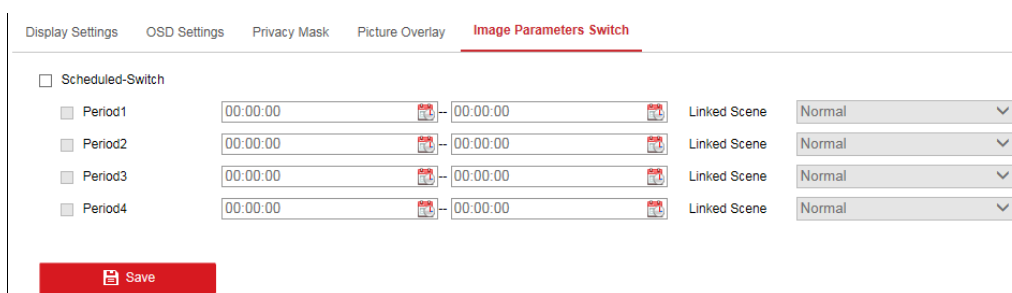 Display Settings OSD Settings Privacy Mask Picture Overlay Image Parameters Switch
Scheduled-Switch
Period1 00:00:00 -- 00:00:00 Linked Scene Normal
Period2 00:00:00 -- 00:00:00 Linked Scene Normal
Period3 00:00:00 -- 00:00:00 Linked Scene Normal
Period4 00:00:00 -- 00:00:00 Linked Scene Normal
Save